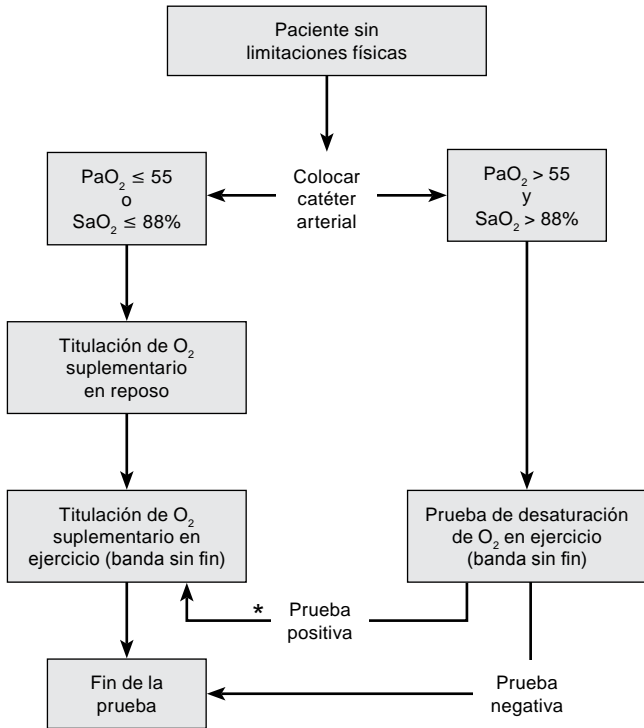 Paciente sin
limitaciones físicas
PaO₂ ≤ 55
o
SaO₂ ≤ 88%
Colocar
catéter
arterial
PaO₂ > 55
y
SaO₂ > 88%
Titulación de O₂
suplementario
en reposo
Titulación de O₂
suplementario en
ejercicio (banda sin fin)
Prueba de desaturación
de O₂ en ejercicio
(banda sin fin)
* Prueba
positiva
Fin de la
prueba
Prueba
negativa